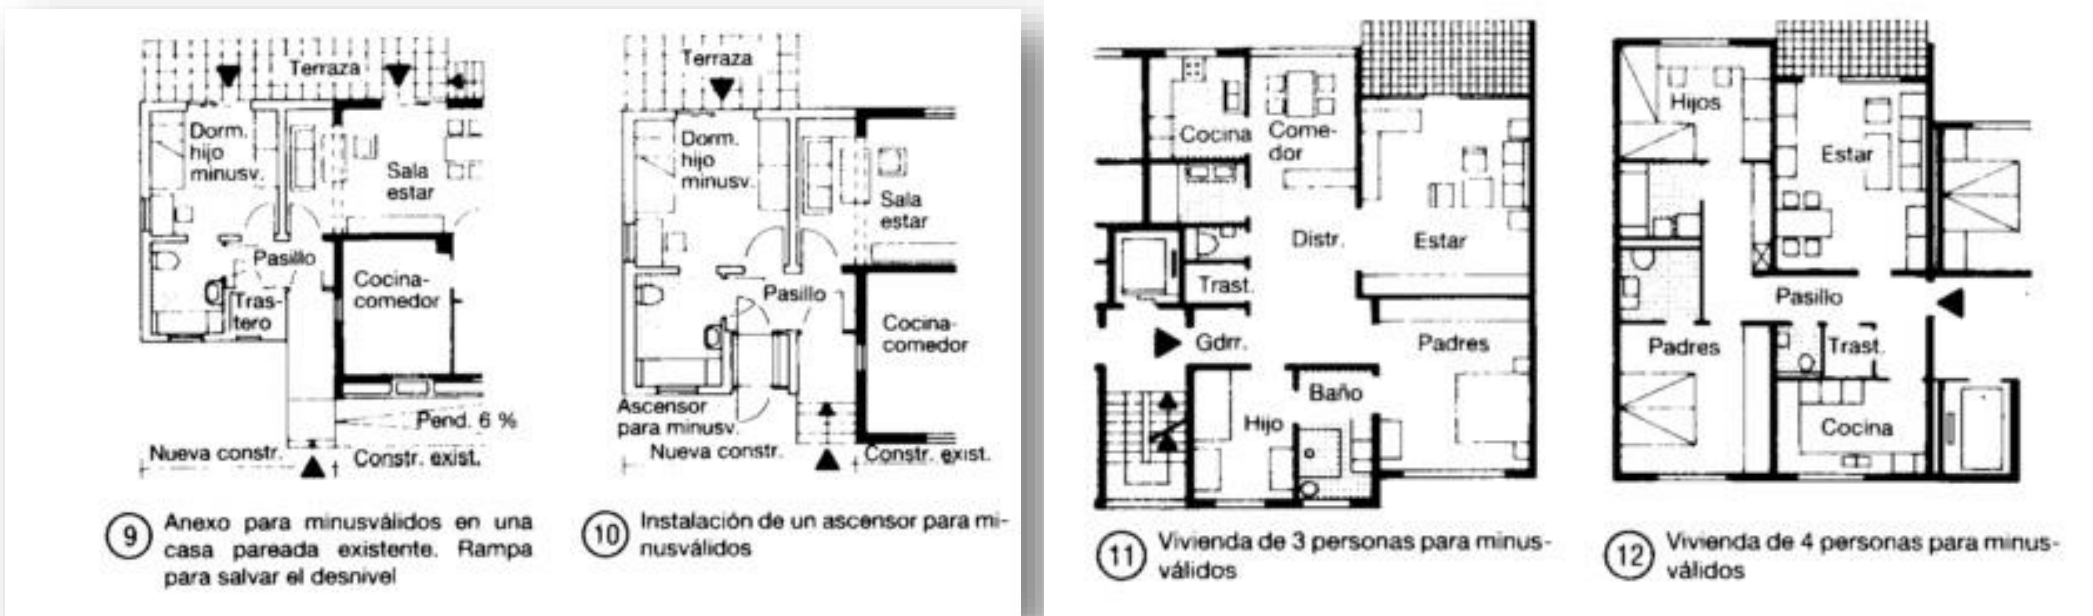 Terraza
Dorm.
hijo
minusv.
Sala
estar
Pasillo
Tras-
tero
Cocina-
comedor
Pend. 6 %
Nueva constr.
Constr. exist.
9
Anexo para minusválidos en una
casa pareada existente. Rampa
para salvar el desnivel
Terraza
Dorm.
hijo
minusv.
Sala
estar
Pasillo
Cocina-
comedor
Ascensor
para minusv.
Nueva constr.
Constr. exist.
10
Instalación de un ascensor para mi-
nusválidos
Cocina
Come-
dor
Distr.
Estar
Trast.
Gdrr.
Padres
Baño
Hijo
11
Vivienda de 3 personas para minus-
válidos
Hijos
Estar
Pasillo
Padres
Trast.
Cocina
12
Vivienda de 4 personas para minus-
válidos